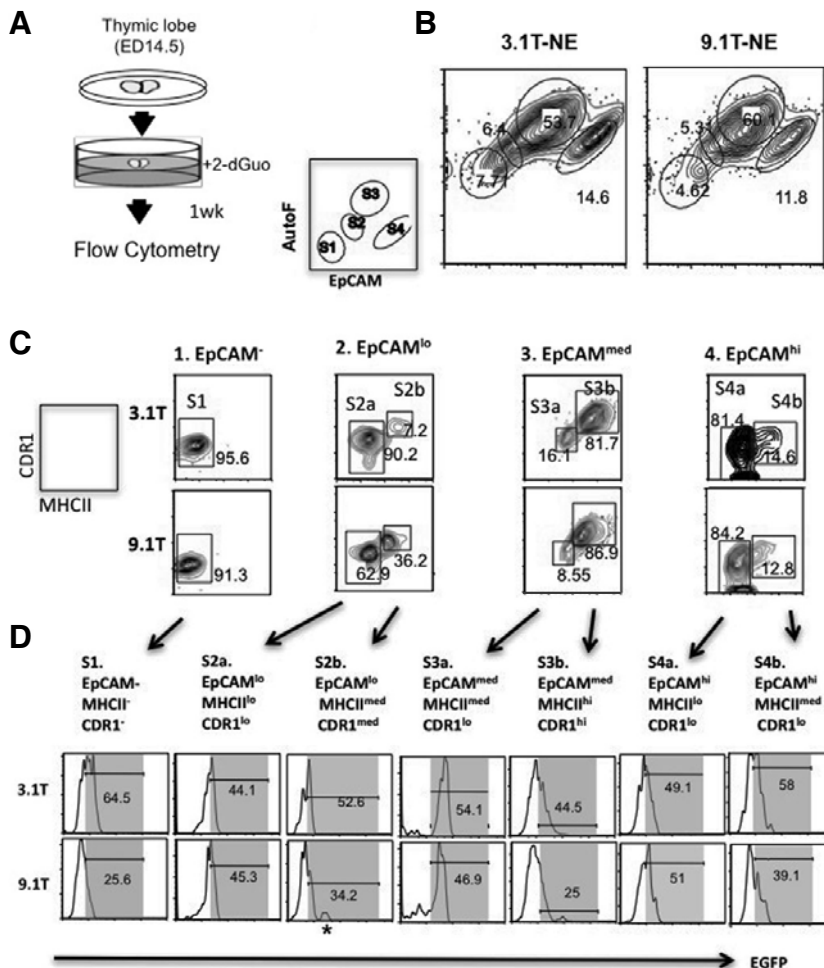 A
Thymic lobe
(ED14.5)
+2-dGuo
1wk
Flow Cytometry
AutoF
S3
S2
S4
S1
EpCAM
B
3.1T-NE
9.1T-NE
6.4
53.7
7.71
14.6
5.31
60.1
4.62
11.8
C
1. EpCAM-
2. EpCAMlo
3. EpCAMmed
4. EpCAMhi
CDR1
MHCII
3.1T
S1
95.6
S2a
S2b
7.2
90.2
S3a
S3b
16.1
81.7
S4a
S4b
81.4
14.6
9.1T
91.3
62.9
36.2
8.55
86.9
84.2
12.8
D
S1.
EpCAM-
MHCII-
CDR1-
S2a.
EpCAMlo
MHCIIlo
CDR1lo
S2b.
EpCAMlo
MHCIImed
CDR1med
S3a.
EpCAMmed
MHCIImed
CDR1lo
S3b.
EpCAMmed
MHCIIhi
CDR1hi
S4a.
EpCAMhi
MHCIIlo
CDR1lo
S4b.
EpCAMhi
MHCIImed
CDR1lo
3.1T
64.5
44.1
52.6
54.1
44.5
49.1
58
9.1T
25.6
45.3
34.2
46.9
25
51
39.1
*
EGFP